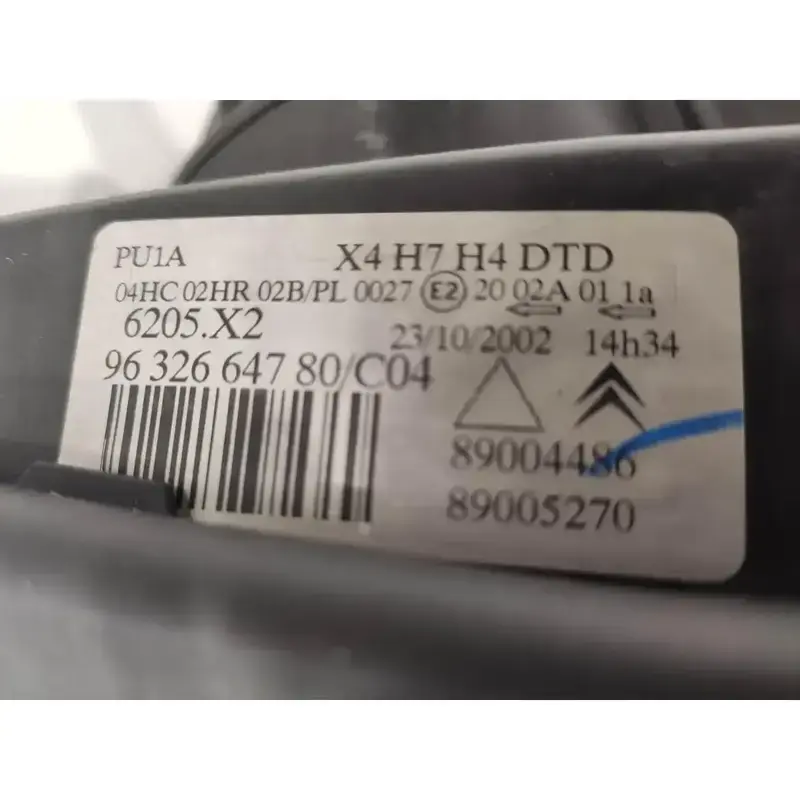 PU1A X4 H7 H4 DTD
04HC 02HR 02B/PL 0027 E2 20 02A 01 1a
6205.X2 23/10/2002 14h34
96 326 647 80/C04
89004486
89005270